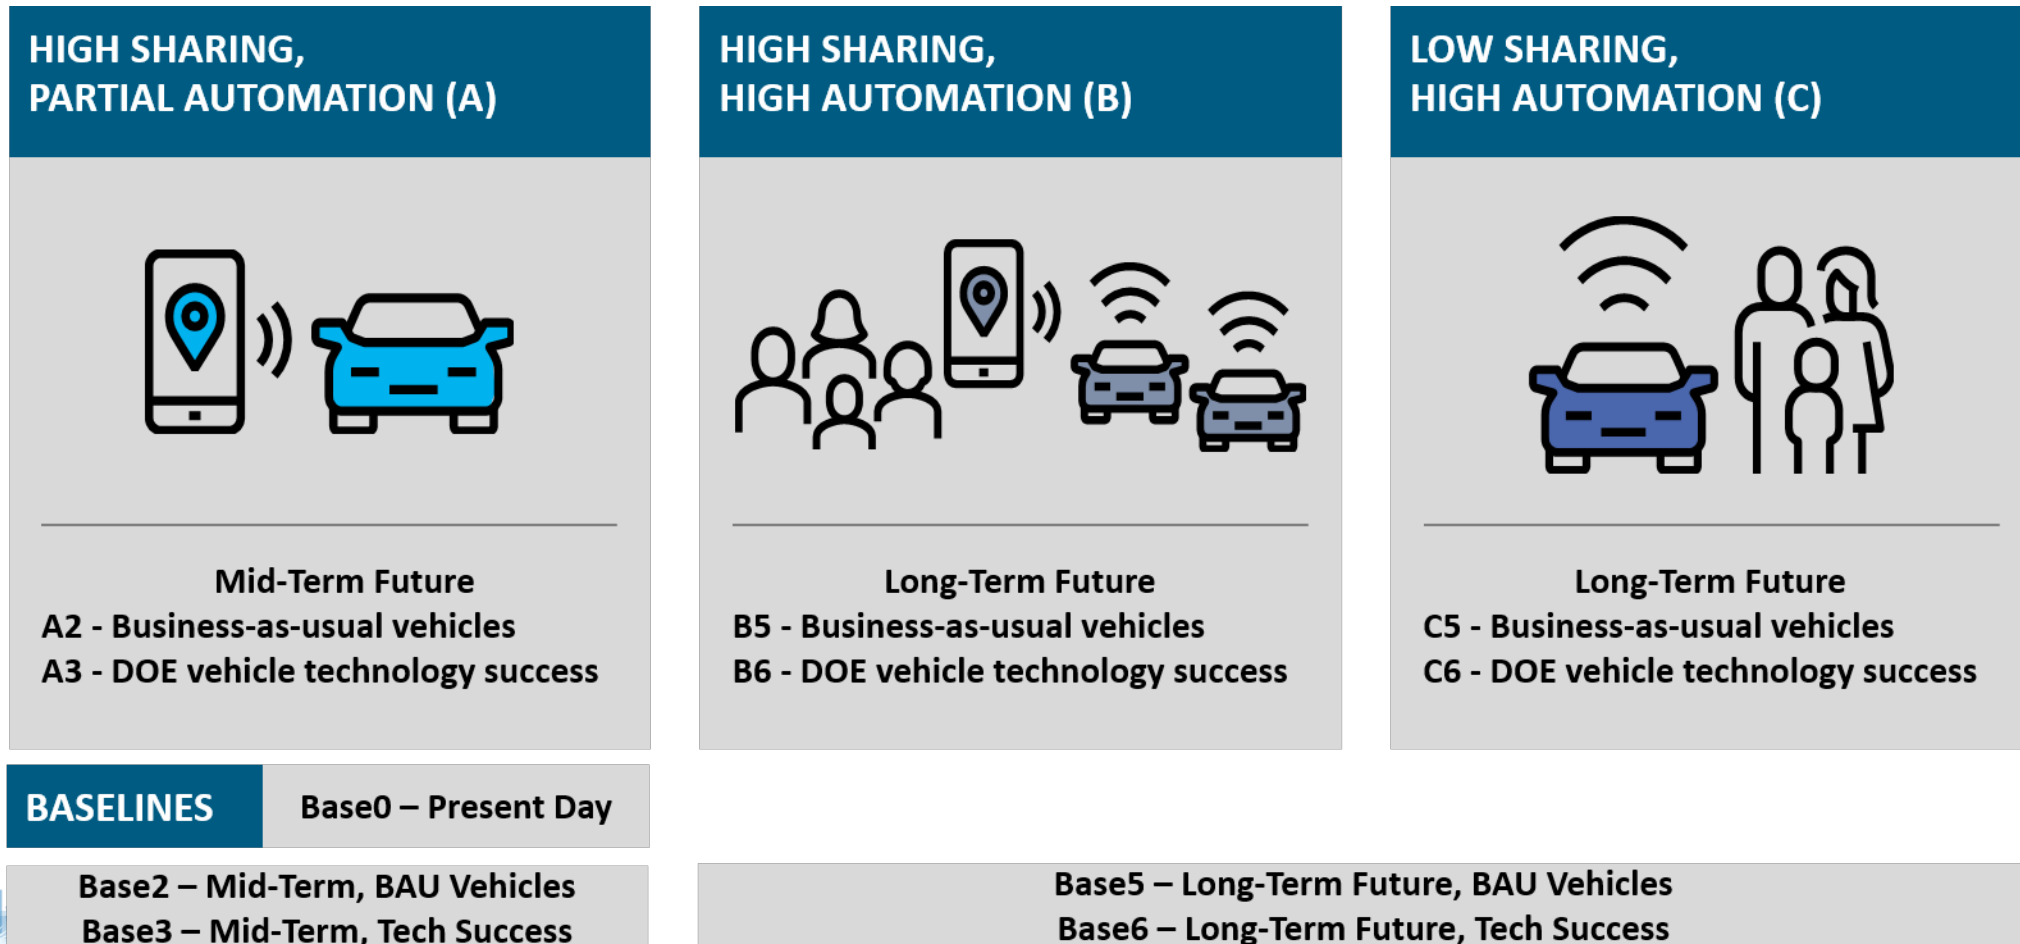 HIGH SHARING,
PARTIAL AUTOMATION (A)
Mid-Term Future
A2 - Business-as-usual vehicles
A3 - DOE vehicle technology success
HIGH SHARING,
HIGH AUTOMATION (B)
Long-Term Future
B5 - Business-as-usual vehicles
B6 - DOE vehicle technology success
LOW SHARING,
HIGH AUTOMATION (C)
Long-Term Future
C5 - Business-as-usual vehicles
C6 - DOE vehicle technology success
BASELINES
Base0 – Present Day
Base2 – Mid-Term, BAU Vehicles
Base3 – Mid-Term, Tech Success
Base5 – Long-Term Future, BAU Vehicles
Base6 – Long-Term Future, Tech Success